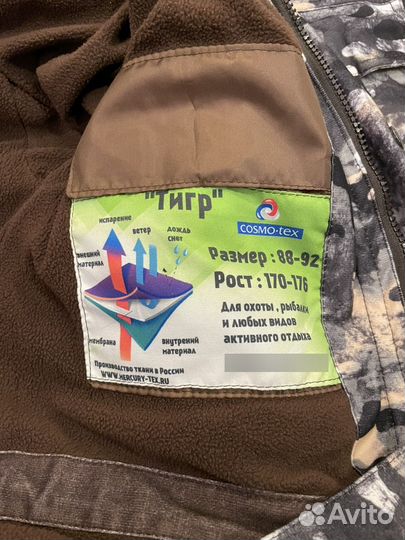 "Тигр"
COSMO-tex
испарение
ветер
дождь
снег
внешний
материал
мембрана
внутрений
материал
Размер : 88-92
Рост : 170-176
Для охоты , рыбалки
и любых видов
активного отдыха
Производство ткани в России
WWW.MERCURY-TEX.RU
Avito